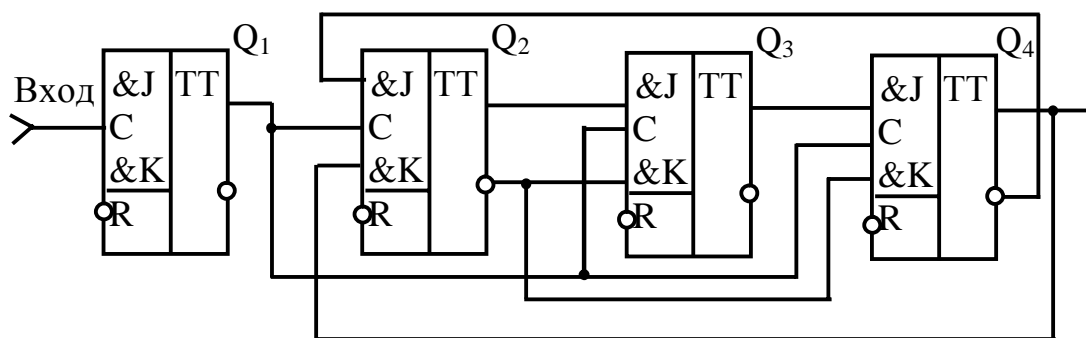 Q1 Q2 Q3 Q4
Вход
&J TT &J TT &J TT &J TT
C C C C
&K &K &K &K
R R R R